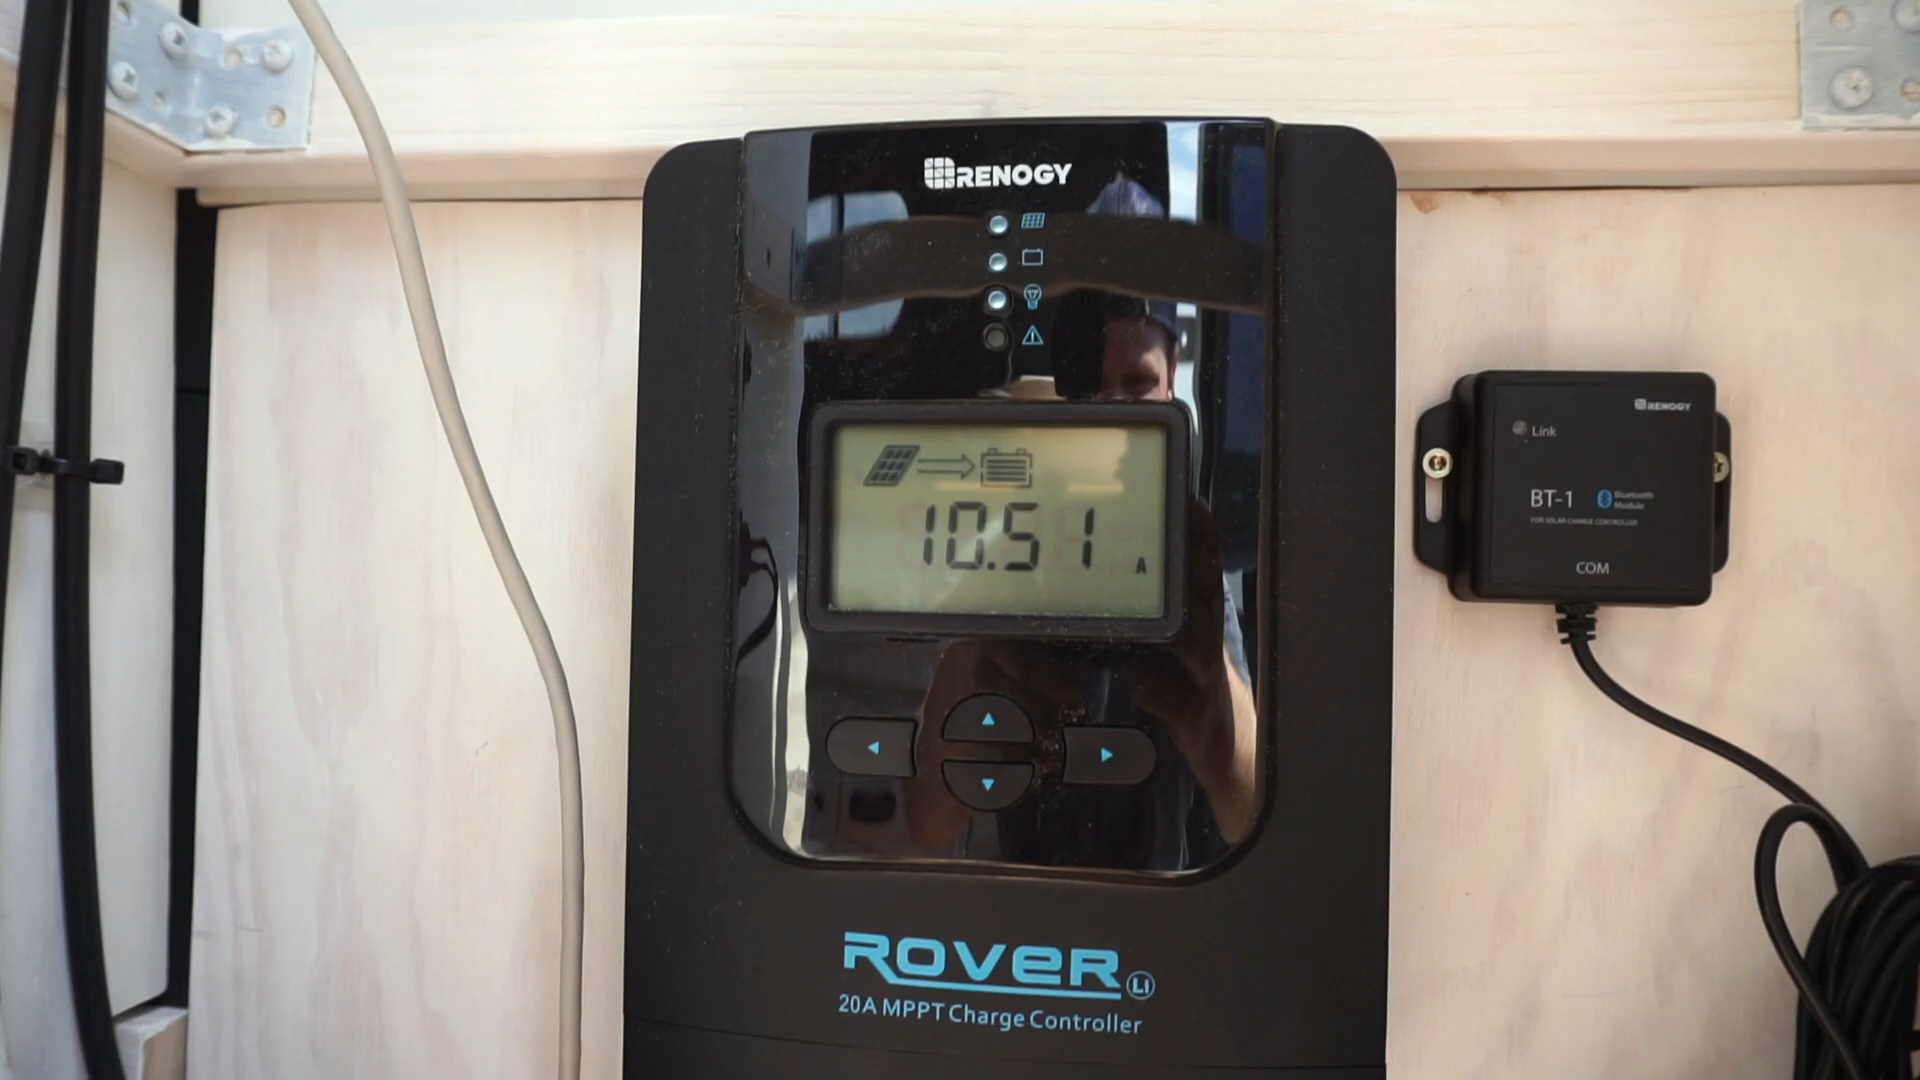 RENOGY
10.51 A
ROVER LI
20A MPPT Charge Controller
RENOGY
Link
BT-1 Bluetooth Module
FOR SOLAR CHARGE CONTROLLER
COM